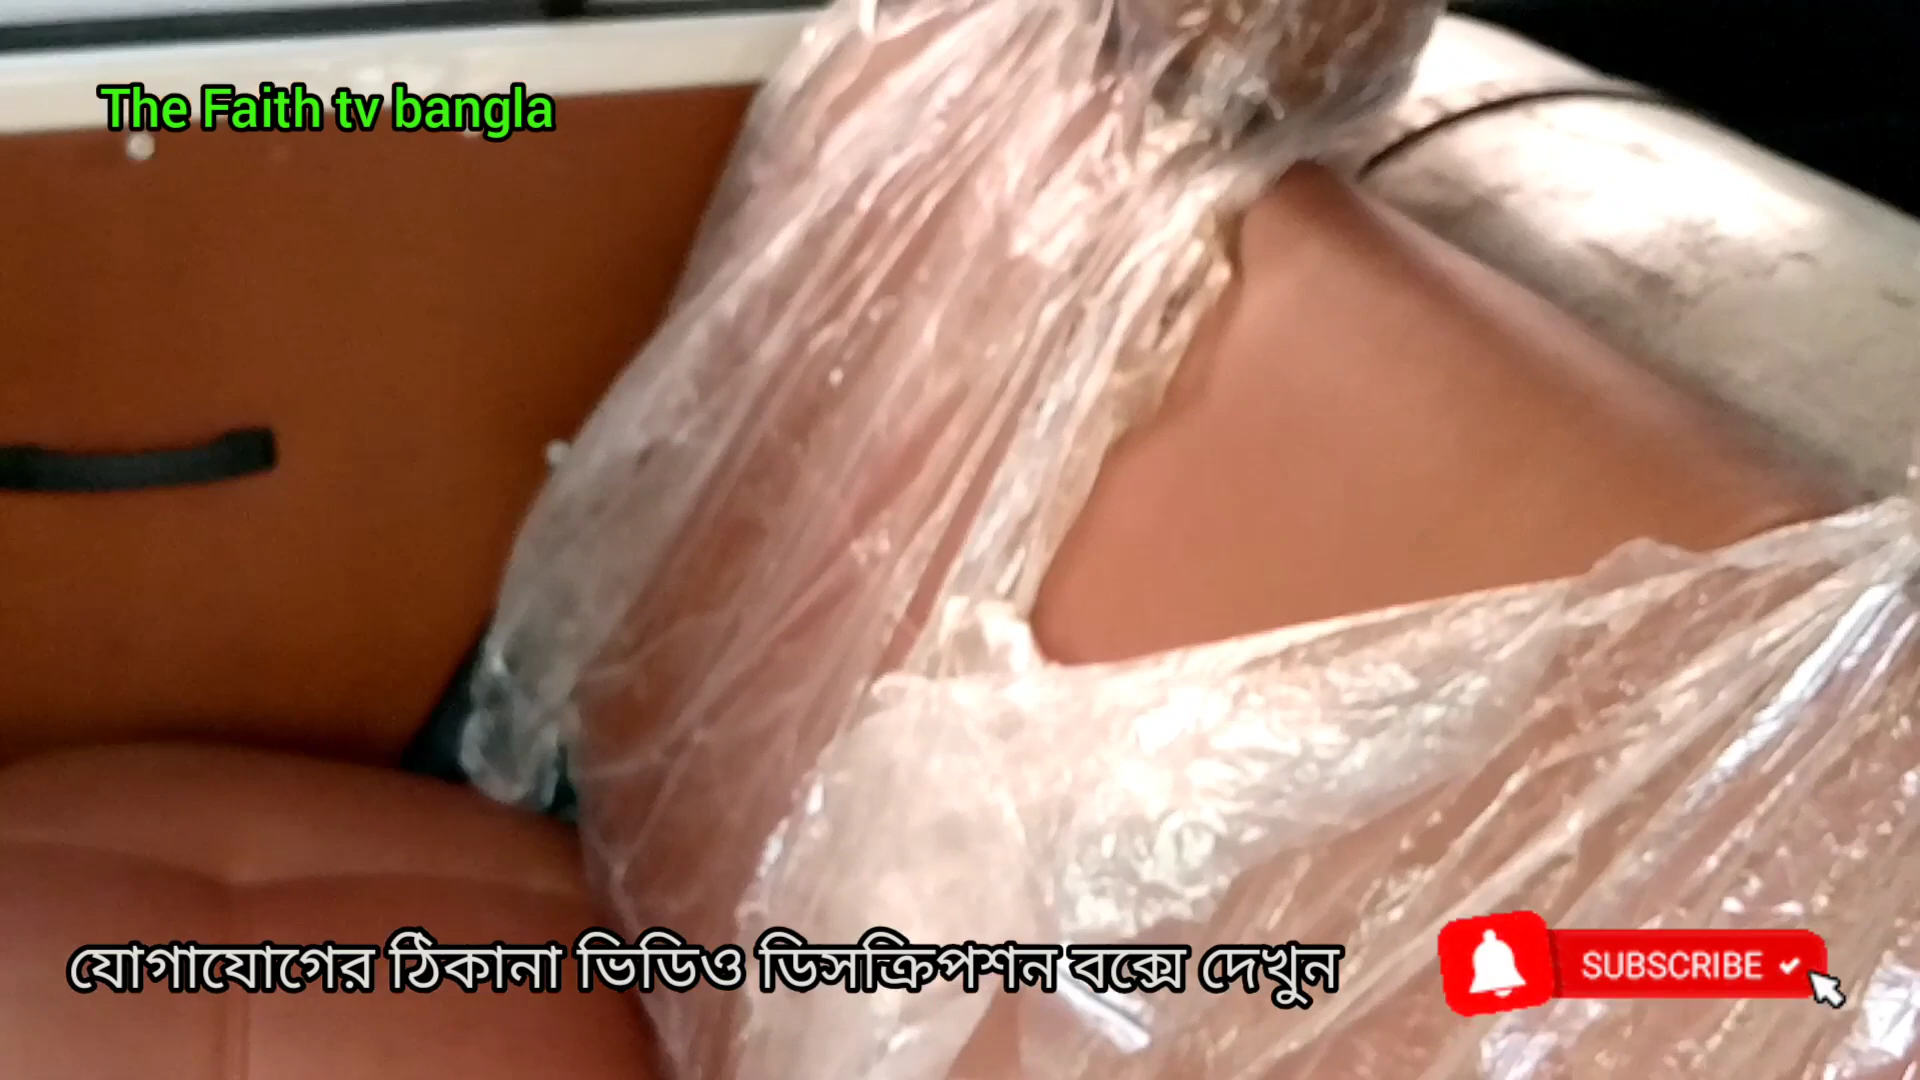 The Faith tv bangla
যোগাযোগের ঠিকানা ভিডিও ডিসক্রিপশন বক্সে দেখুন
SUBSCRIBE